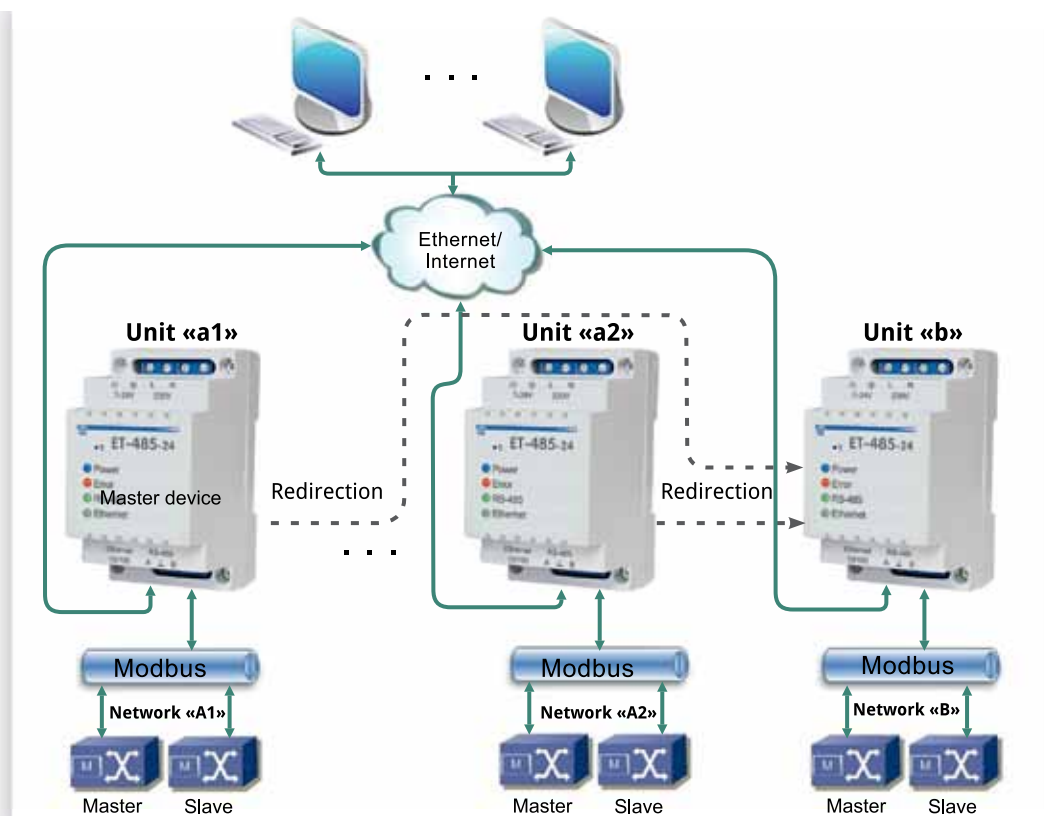 . . .
Ethernet/
Internet
Unit «a1»
Unit «a2»
Unit «b»
ET-485-24
Power
Error
Master device
Ethernet
ET-485-24
Power
Error
RS-485
Ethernet
ET-485-24
Power
Error
RS-485
Ethernet
Redirection
Redirection
. . .
Modbus
Modbus
Modbus
Network «A1»
Network «A2»
Network «B»
M
M
M
M
M
M
Master
Slave
Master
Slave
Master
Slave